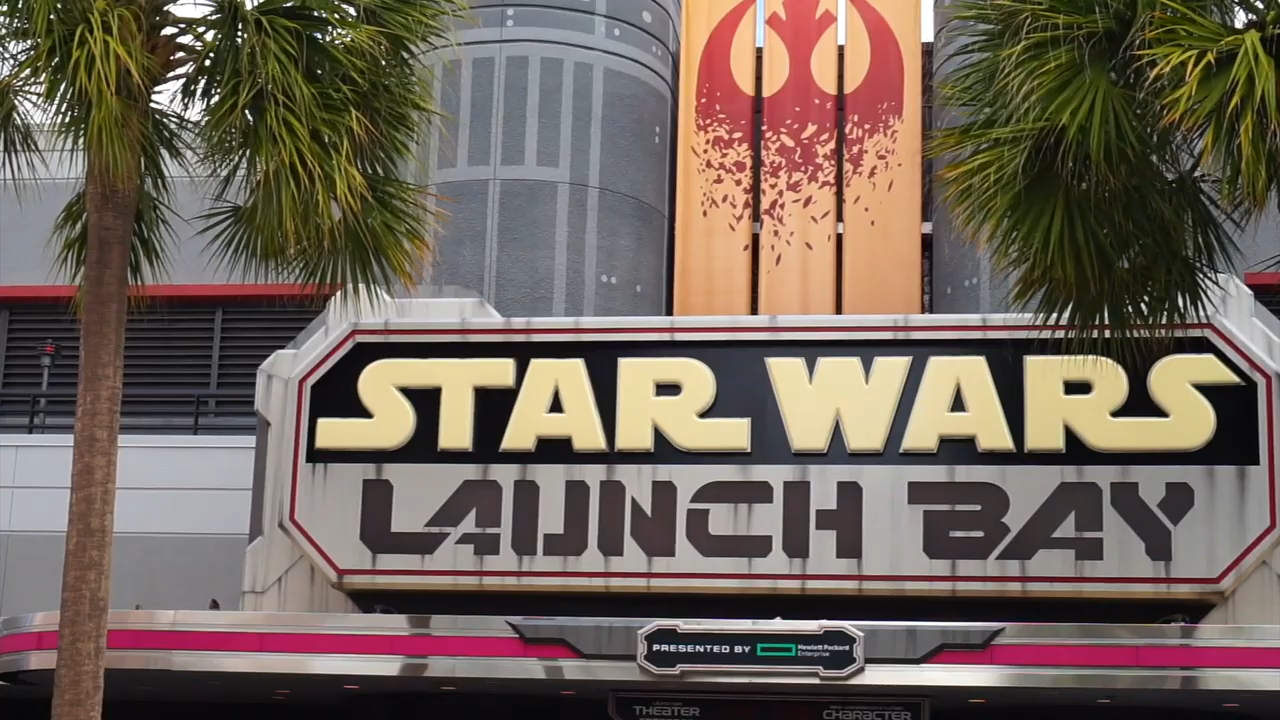 STAR WARS
LAUNCH BAY
PRESENTED BY Hewlett Packard
Enterprise
THEATER
CHARACTER